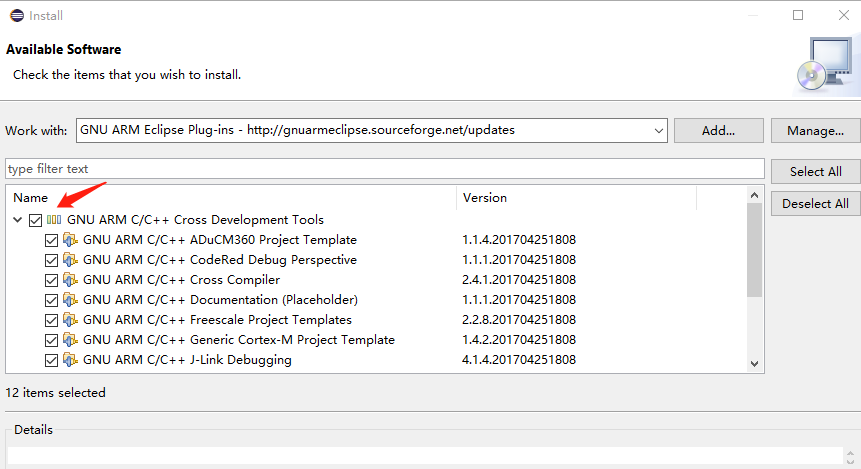 Install
Available Software
Check the items that you wish to install.
Work with: GNU ARM Eclipse Plug-ins - http://gnuarmeclipse.sourceforge.net/updates Add... Manage...
type filter text Select All
Name Version
Deselect All
GNU ARM C/C++ Cross Development Tools
GNU ARM C/C++ ADuCM360 Project Template 1.1.4.201704251808
GNU ARM C/C++ CodeRed Debug Perspective 1.1.1.201704251808
GNU ARM C/C++ Cross Compiler 2.4.1.201704251808
GNU ARM C/C++ Documentation (Placeholder) 1.1.1.201704251808
GNU ARM C/C++ Freescale Project Templates 2.2.8.201704251808
GNU ARM C/C++ Generic Cortex-M Project Template 1.4.2.201704251808
GNU ARM C/C++ J-Link Debugging 4.1.4.201704251808
12 items selected
Details